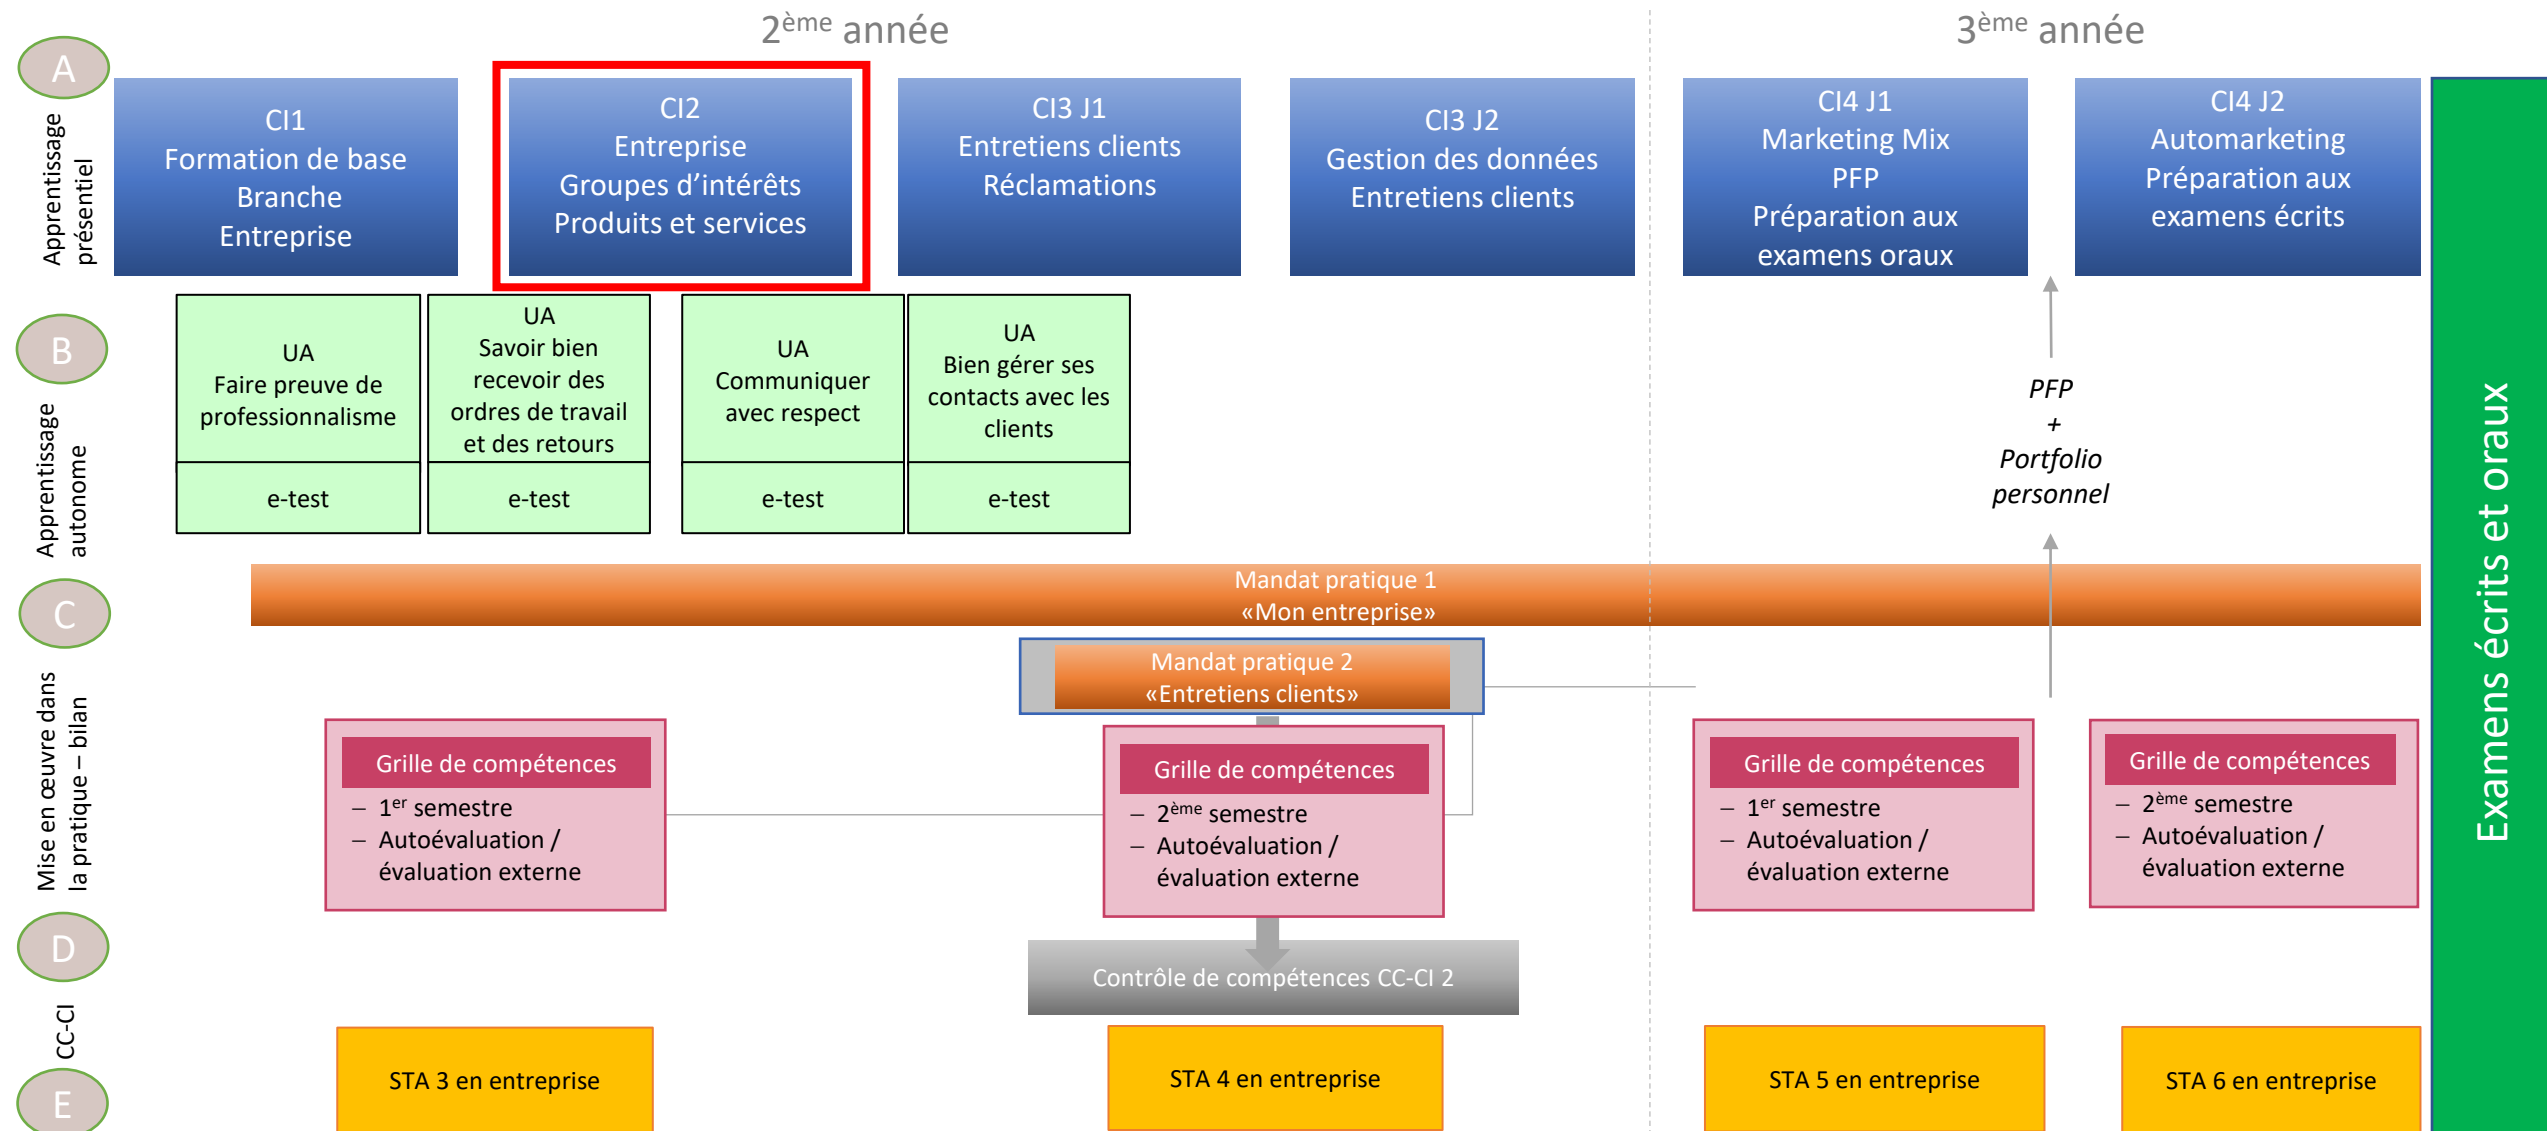 2ème année
3ème année
A
Apprentissage
présentiel
CI1
Formation de base
Branche
Entreprise
CI2
Entreprise
Groupes d'intérêts
Produits et services
CI3 J1
Entretiens clients
Réclamations
CI3 J2
Gestion des données
Entretiens clients
CI4 J1
Marketing Mix
PFP
Préparation aux
examens oraux
CI4 J2
Automarketing
Préparation aux
examens écrits
Examens écrits et oraux
B
Apprentissage
autonome
UA
Faire preuve de
professionnalisme
e-test
UA
Savoir bien
recevoir des
ordres de travail
et des retours
e-test
UA
Communiquer
avec respect
e-test
UA
Bien gérer ses
contacts avec les
clients
e-test
PFP
+
Portfolio
personnel
C
Mise en œuvre dans
la pratique – bilan
Mandat pratique 1
«Mon entreprise»
Mandat pratique 2
«Entretiens clients»
Grille de compétences
– 1er semestre
– Autoévaluation /
évaluation externe
Grille de compétences
– 2ème semestre
– Autoévaluation /
évaluation externe
Grille de compétences
– 1er semestre
– Autoévaluation /
évaluation externe
Grille de compétences
– 2ème semestre
– Autoévaluation /
évaluation externe
D
CC-CI
Contrôle de compétences CC-CI 2
E
STA 3 en entreprise
STA 4 en entreprise
STA 5 en entreprise
STA 6 en entreprise